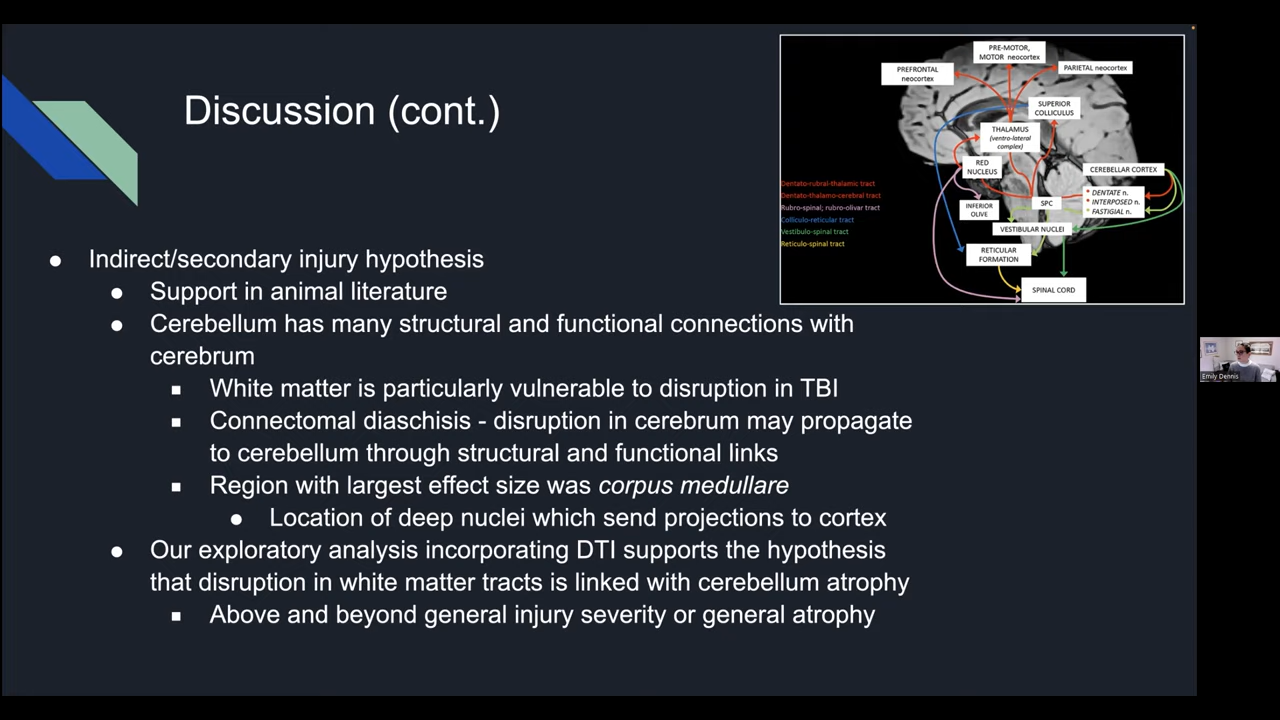 Discussion (cont.)
● Indirect/secondary injury hypothesis
● Support in animal literature
● Cerebellum has many structural and functional connections with
cerebrum
■ White matter is particularly vulnerable to disruption in TBI
■ Connectomal diaschisis - disruption in cerebrum may propagate
to cerebellum through structural and functional links
■ Region with largest effect size was corpus medullare
● Location of deep nuclei which send projections to cortex
● Our exploratory analysis incorporating DTI supports the hypothesis
that disruption in white matter tracts is linked with cerebellum atrophy
■ Above and beyond general injury severity or general atrophy
PRE-MOTOR,
MOTOR neocortex
PREFRONTAL
neocortex
PARIETAL neocortex
SUPERIOR
COLLICULUS
THALAMUS
(ventro-lateral
complex)
RED
NUCLEUS
CEREBELLAR CORTEX
Dentato-rubral-thalamic tract
Dentato-thalamo-cerebral tract
Rubro-spinal; rubro-olivar tract
Colliculo-reticular tract
Vestibulo-spinal tract
Reticulo-spinal tract
* DENTATE n.
* INTERPOSED n.
* FASTIGIAL n.
SPC
INFERIOR
OLIVE
VESTIBULAR NUCLEI
RETICULAR
FORMATION
SPINAL CORD
Emily Dennis